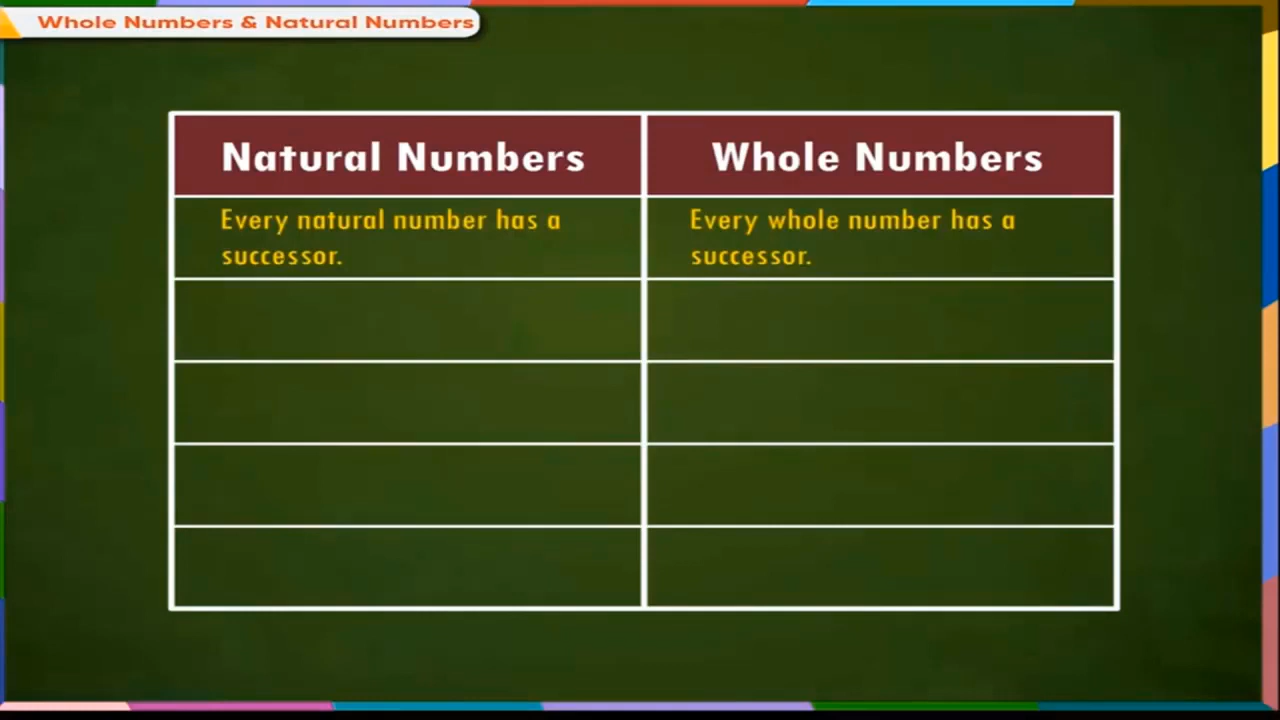 Whole Numbers & Natural Numbers
Natural Numbers
Whole Numbers
Every natural number has a
successor.
Every whole number has a
successor.